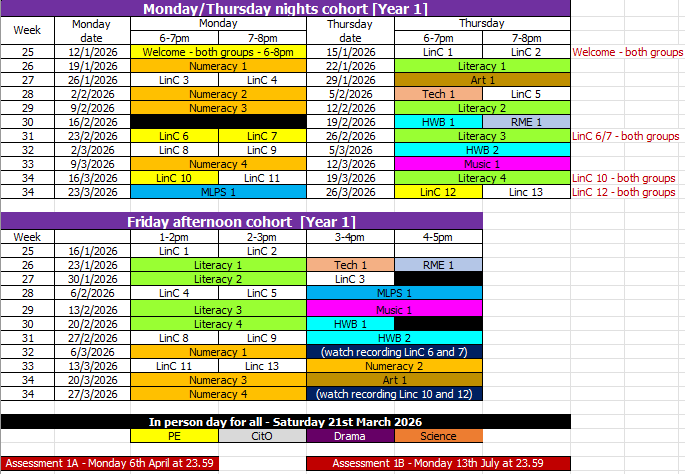 Monday/Thursday nights cohort [Year 1]
Week Monday date Monday Thursday date Thursday
6-7pm 7-8pm 6-7pm 7-8pm
25 12/1/2026 Welcome - both groups - 6-8pm 15/1/2026 LinC 1 LinC 2 Welcome - both groups
26 19/1/2026 Numeracy 1 22/1/2026 Literacy 1
27 26/1/2026 LinC 3 LinC 4 29/1/2026 Art 1
28 2/2/2026 Numeracy 2 5/2/2026 Tech 1 LinC 5
29 9/2/2026 Numeracy 3 12/2/2026 Literacy 2
30 16/2/2026 19/2/2026 HWB 1 RME 1
31 23/2/2026 LinC 6 LinC 7 26/2/2026 Literacy 3 LinC 6/7 - both groups
32 2/3/2026 LinC 8 LinC 9 5/3/2026 HWB 2
33 9/3/2026 Numeracy 4 12/3/2026 Music 1
34 16/3/2026 LinC 10 LinC 11 19/3/2026 Literacy 4 LinC 10 - both groups
34 23/3/2026 MLPS 1 26/3/2026 LinC 12 Linc 13 LinC 12 - both groups
Friday afternoon cohort [Year 1]
Week 1-2pm 2-3pm 3-4pm 4-5pm
25 16/1/2026 LinC 1 LinC 2
26 23/1/2026 Literacy 1 Tech 1 RME 1
27 30/1/2026 Literacy 2 LinC 3
28 6/2/2026 LinC 4 LinC 5 MLPS 1
29 13/2/2026 Literacy 3 Music 1
30 20/2/2026 Literacy 4 HWB 1
31 27/2/2026 LinC 8 LinC 9 HWB 2
32 6/3/2026 Numeracy 1 (watch recording LinC 6 and 7)
33 13/3/2026 LinC 11 Linc 13 Numeracy 2
34 20/3/2026 Numeracy 3 Art 1
34 27/3/2026 Numeracy 4 (watch recording Linc 10 and 12)
In person day for all - Saturday 21st March 2026
PE CitO Drama Science
Assessment 1A - Monday 6th April at 23.59 Assessment 1B - Monday 13th July at 23.59